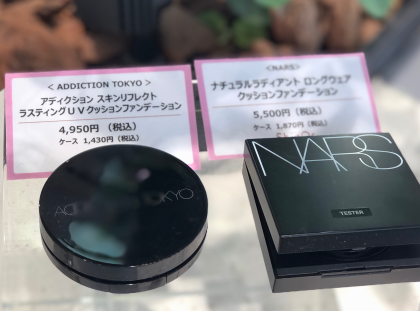 < ADDICTION TOKYO >
アディクション スキンリフレクト
ラスティングＵＶクッションファンデーション
4,950円 （税込）
ケース 1,430円（税込）
<NARS>
ナチュラルラディアント ロングウェア
クッションファンデーション
5,500円（税込）
ケース 1,870円（税込）
TOKYO
NARS
TESTER